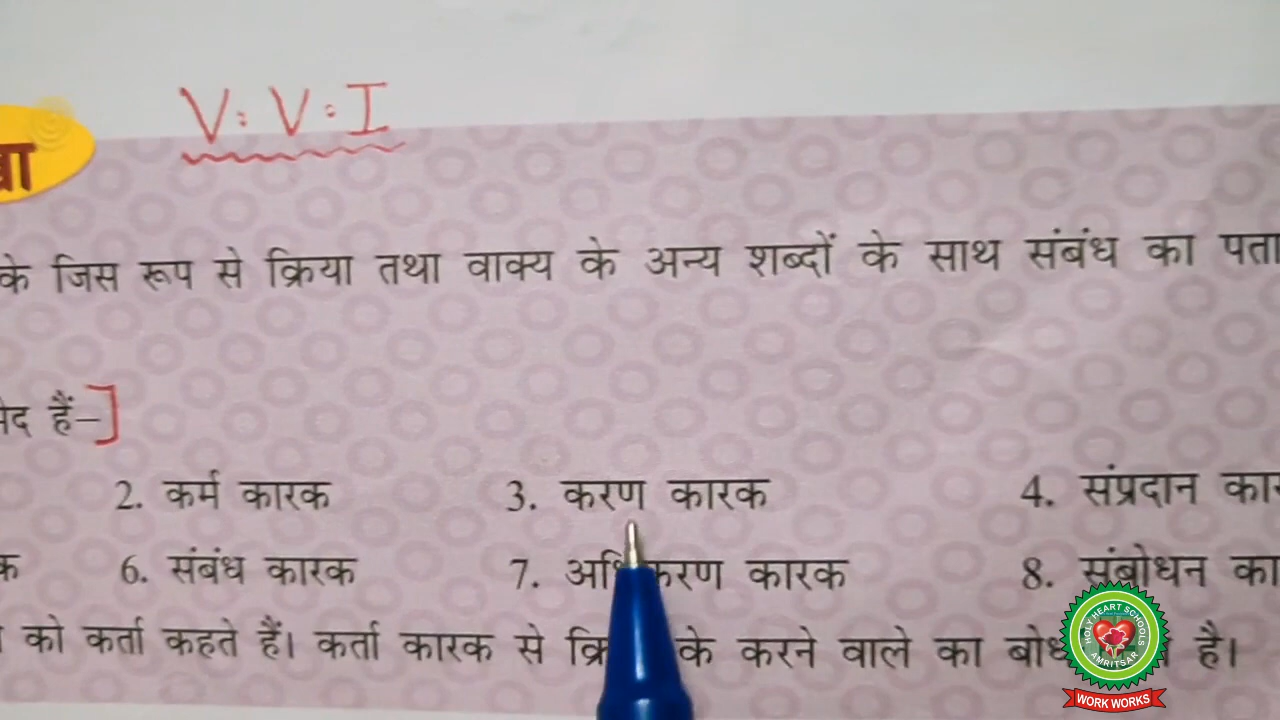 V: V: I
के जिस रूप से क्रिया तथा वाक्य के अन्य शब्दों के साथ संबंध का पता
हैं-]
2. कर्म कारक 3. करण कारक 4. संप्रदान
6. संबंध कारक 7. कारक 8. संबोधन
को कर्ता कहते हैं। कर्ता कारक से के करने वाले का है।
HOLY HEART SCHOOLS
AMRITSAR
WORK WORKS